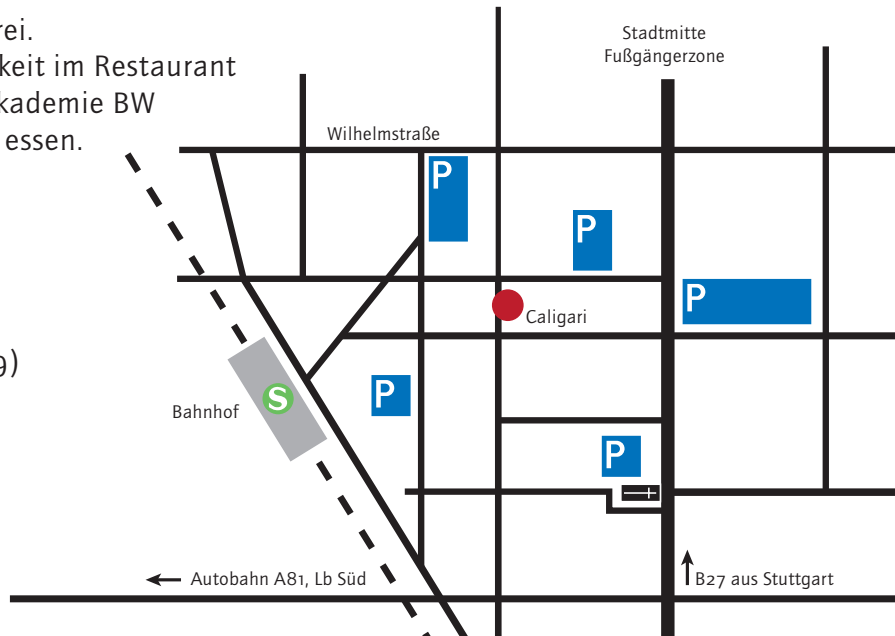 rei.
keit im Restaurant
kademie BW
essen.
9)
Stadtmitte
Fußgängerzone
Wilhelmstraße
P
P
P
Caligari
P
S
Bahnhof
P
Autobahn A81, Lb Süd
B27 aus Stuttgart